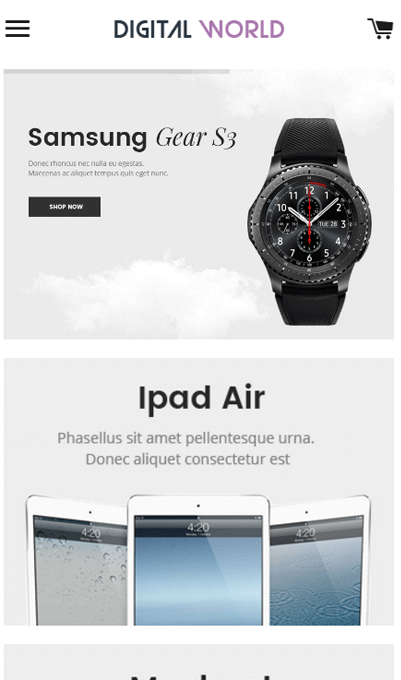 DIGITAL WORLD
Samsung Gear S3
Donec rhoncus nec nulla eu egestas.
Maecenas ac aliquet tempus quis eget nunc.
SHOP NOW
12
1
2
3
4
5
6
7
8
10
11
TUE 28
Ipad Air
Phasellus sit amet pellentesque urna.
Donec aliquet consectetur est
4:20
4:20
4:20